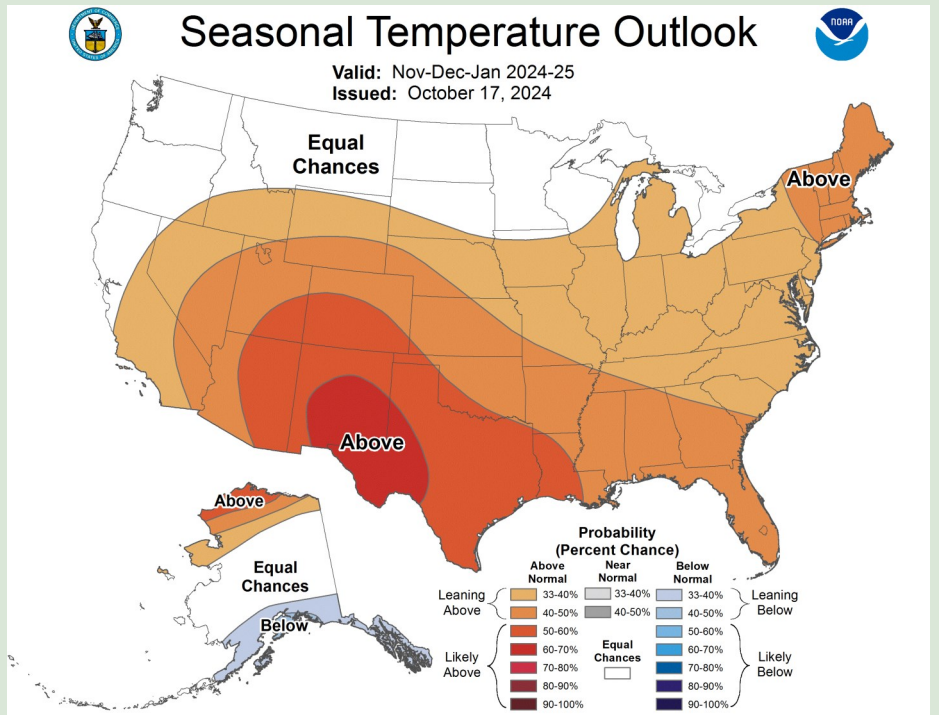 Seasonal Temperature Outlook
NOAA
Valid: Nov-Dec-Jan 2024-25
Issued: October 17, 2024
Equal
Chances
Above
Above
Above
Equal
Chances
Below
Probability
(Percent Chance)
Above
Normal
Near
Normal
Below
Normal
Leaning
Above
33-40%
40-50%
33-40%
40-50%
33-40%
40-50%
Leaning
Below
Likely
Above
50-60%
60-70%
70-80%
80-90%
90-100%
Equal
Chances
50-60%
60-70%
70-80%
80-90%
90-100%
Likely
Below